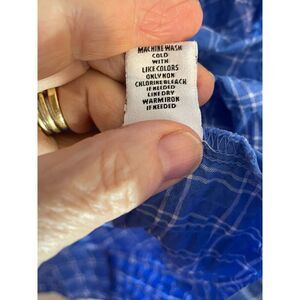 MACHINE WASH
COLD
WITH
LIKE COLORS
ONLY NON
CHLORINE BLEACH
IF NEEDED
LINE DRY
WARM IRON
IF NEEDED